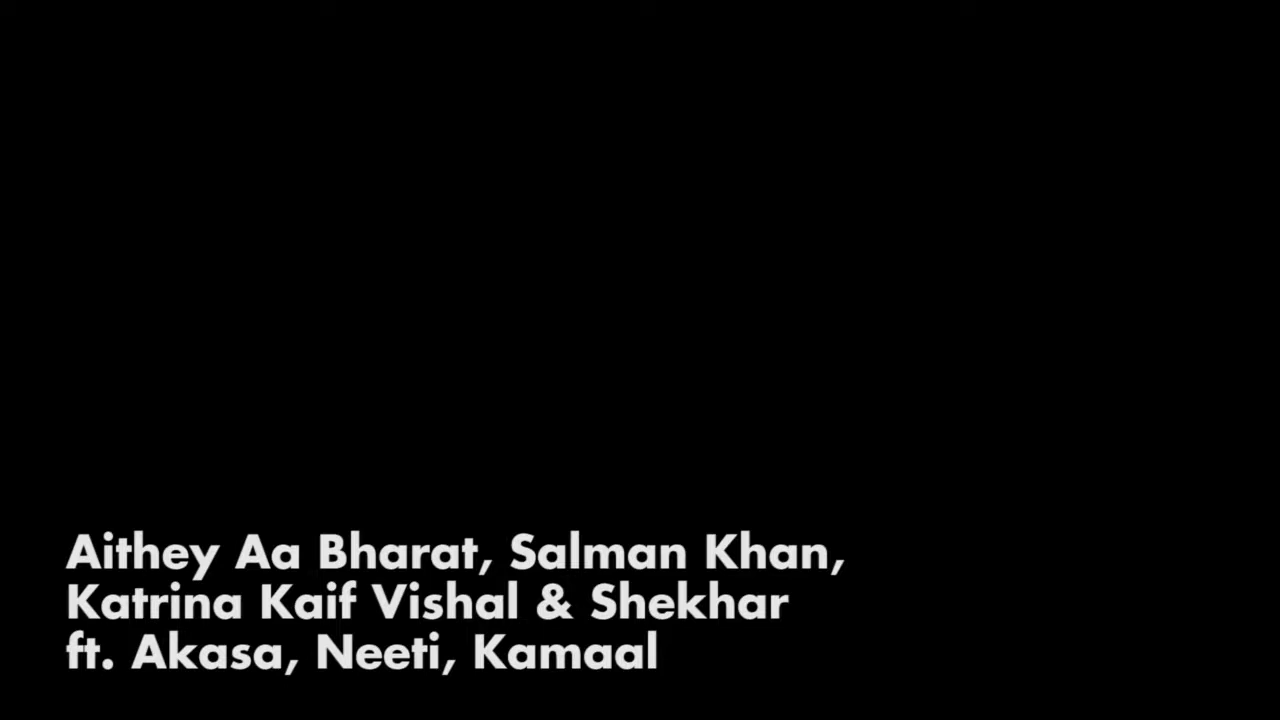 Aithey Aa Bharat, Salman Khan,
Katrina Kaif Vishal & Shekhar
ft. Akasa, Neeti, Kamaal